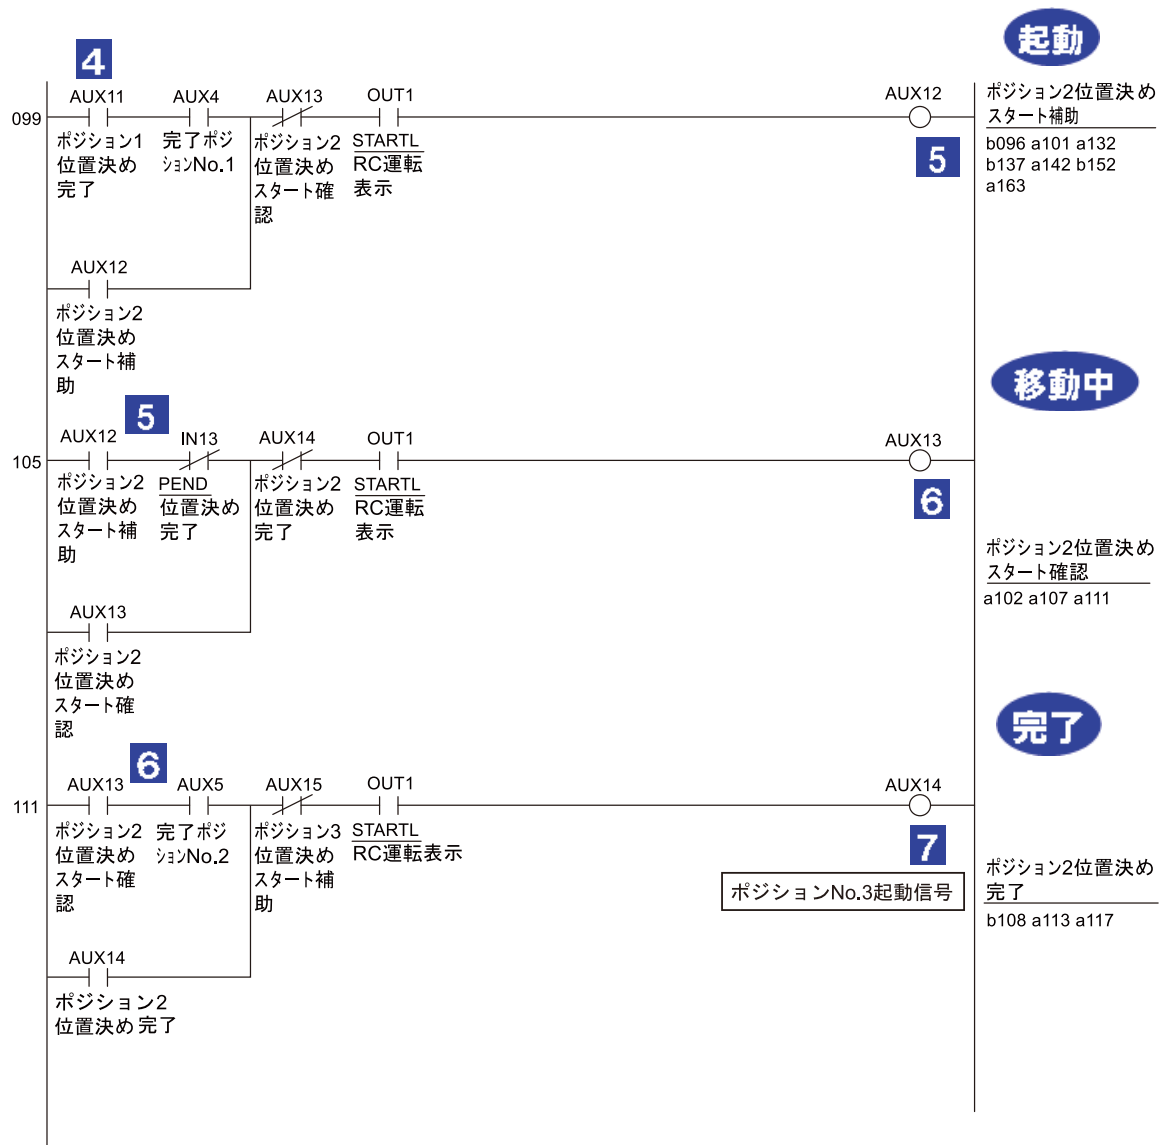 起動
4
AUX11 AUX4 AUX13 OUT1 AUX12
099
ポジション1
位置決め
完了
完了ポジ
ションNo.1
ポジション2
位置決め
スタート確
認
STARTL
RC運転
表示
5
ポジション2位置決め
スタート補助
b096 a101 a132
b137 a142 b152
a163
AUX12
ポジション2
位置決め
スタート補
助
移動中
5
AUX12 IN13 AUX14 OUT1 AUX13
105
ポジション2
位置決め
スタート補
助
PEND
位置決め
完了
ポジション2
位置決め
完了
STARTL
RC運転
表示
6
ポジション2位置決め
スタート確認
a102 a107 a111
AUX13
ポジション2
位置決め
スタート確
認
完了
6
AUX13 AUX5 AUX15 OUT1 AUX14
111
ポジション2
位置決め
スタート確
認
完了ポジ
ションNo.2
ポジション3
位置決め
スタート補
助
STARTL
RC運転表示
7
ポジションNo.3起動信号
ポジション2位置決め
完了
b108 a113 a117
AUX14
ポジション2
位置決め完了